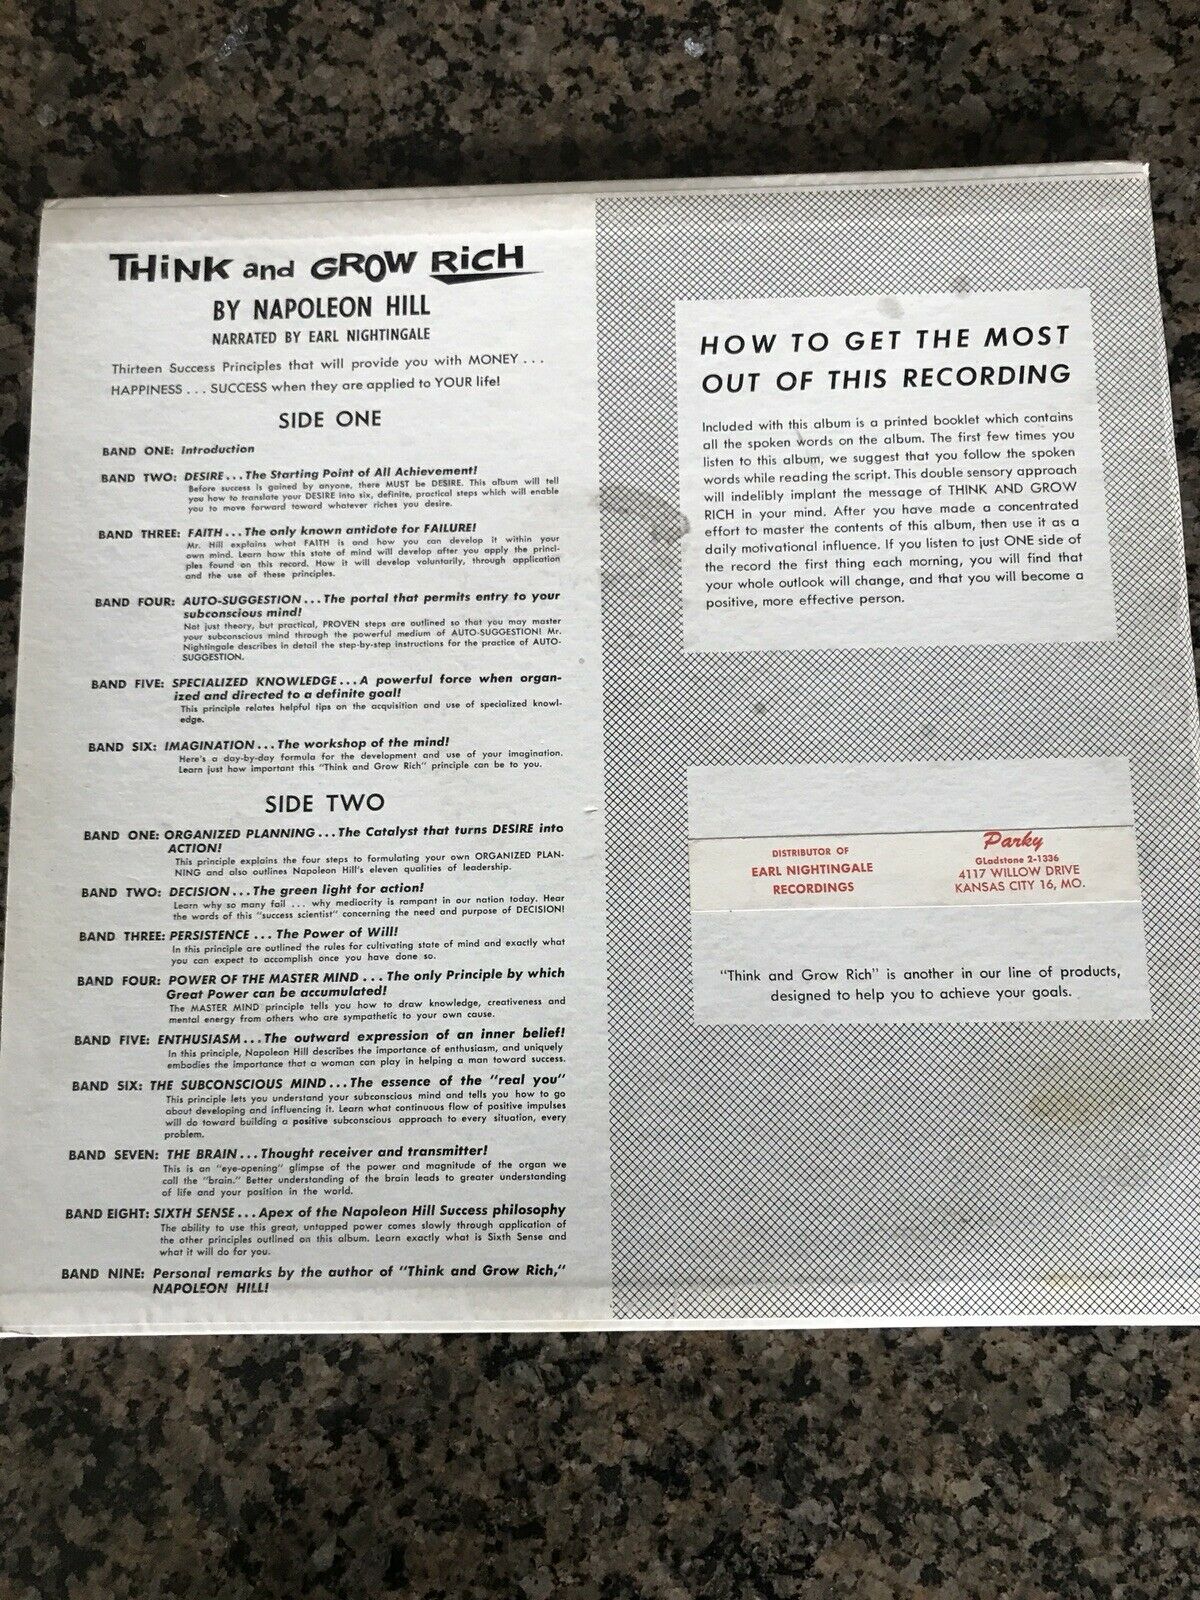 THINK and GROW RICH
BY NAPOLEON HILL
NARRATED BY EARL NIGHTINGALE
Thirteen Success Principles that will provide you with MONEY . . .
HAPPINESS . . . SUCCESS when they are applied to YOUR life!
SIDE ONE
BAND ONE: Introduction
BAND TWO: DESIRE . . . The Starting Point of All Achievement!
Before success is gained by anyone, there MUST be DESIRE. This album will tell
you how to translate your DESIRE into six, definite, practical steps which will enable
you to move forward toward whatever riches you desire.
BAND THREE: FAITH . . . The only known antidote for FAILURE!
Mr. Hill explains what FAITH is and how you can develop it within your
own mind. Learn how this state of mind will develop after you apply the princi-
ples found on this record. How it will develop voluntarily, through application
and the use of these principles.
BAND FOUR: AUTO-SUGGESTION . . . The portal that permits entry to your
subconscious mind!
Not just theory, but practical, PROVEN steps are outlined so that you may master
your subconscious mind through the powerful medium of AUTO-SUGGESTION! Mr.
Nightingale describes in detail the step-by-step instructions for the practice of AUTO-
SUGGESTION.
BAND FIVE: SPECIALIZED KNOWLEDGE . . . A powerful force when organ-
ized and directed to a definite goal!
This principle relates helpful tips on the acquisition and use of specialized knowl-
edge.
BAND SIX: IMAGINATION . . . The workshop of the mind!
Here's a day-by-day formula for the development and use of your imagination.
Learn just how important this "Think and Grow Rich" principle can be to you.
SIDE TWO
BAND ONE: ORGANIZED PLANNING . . . The Catalyst that turns DESIRE into
ACTION!
This principle explains the four steps to formulating your own ORGANIZED PLAN-
NING and also outlines Napoleon Hill's eleven qualities of leadership.
BAND TWO: DECISION . . . The green light for action!
Learn why so many fail . . . why mediocrity is rampant in our nation today. Hear
the words of this "success scientist" concerning the need and purpose of DECISION!
BAND THREE: PERSISTENCE . . . The Power of Will!
In this principle are outlined the rules for cultivating state of mind and exactly what
you can expect to accomplish once you have done so.
BAND FOUR: POWER OF THE MASTER MIND . . . The only Principle by which
Great Power can be accumulated!
The MASTER MIND principle tells you how to draw knowledge, creativeness and
mental energy from others who are sympathetic to your own cause.
BAND FIVE: ENTHUSIASM . . . The outward expression of an inner belief!
In this principle, Napoleon Hill describes the importance of enthusiasm, and uniquely
embodies the importance that a woman can play in helping a man toward success.
BAND SIX: THE SUBCONSCIOUS MIND . . . The essence of the "real you"
This principle lets you understand your subconscious mind and tells you how to go
about developing and influencing it. Learn what continuous flow of positive impulses
will do toward building a positive subconscious approach to every situation, every
problem.
BAND SEVEN: THE BRAIN . . . Thought receiver and transmitter!
This is an "eye-opening" glimpse of the power and magnitude of the organ we
call the "brain." Better understanding of the brain leads to greater understanding
of life and your position in the world.
BAND EIGHT: SIXTH SENSE . . . Apex of the Napoleon Hill Success philosophy
The ability to use this great, untapped power comes slowly through application of
the other principles outlined on this album. Learn exactly what is Sixth Sense and
what it will do for you.
BAND NINE: Personal remarks by the author of "Think and Grow Rich,"
NAPOLEON HILL!
HOW TO GET THE MOST
OUT OF THIS RECORDING
Included with this album is a printed booklet which contains
all the spoken words on the album. The first few times you
listen to this album, we suggest that you follow the spoken
words while reading the script. This double sensory approach
will indelibly implant the message of THINK AND GROW
RICH in your mind. After you have made a concentrated
effort to master the contents of this album, then use it as a
daily motivational influence. If you listen to just ONE side of
the record the first thing each morning, you will find that
your whole outlook will change, and that you will become a
positive, more effective person.
DISTRIBUTOR OF
EARL NIGHTINGALE
RECORDINGS
Parky
GLadstone 2-1336
4117 WILLOW DRIVE
KANSAS CITY 16, MO.
"Think and Grow Rich" is another in our line of products,
designed to help you to achieve your goals.